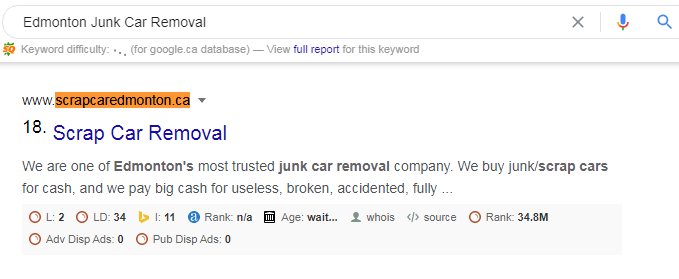 Edmonton Junk Car Removal
Keyword difficulty: ... (for google.ca database) — View full report for this keyword
www.scrapcaredmonton.ca
18. Scrap Car Removal
We are one of Edmonton's most trusted junk car removal company. We buy junk/scrap cars
for cash, and we pay big cash for useless, broken, accidented, fully ...
L: 2 LD: 34 I: 11 Rank: n/a Age: wait... whois </> source Rank: 34.8M
Adv Disp Ads: 0 Pub Disp Ads: 0